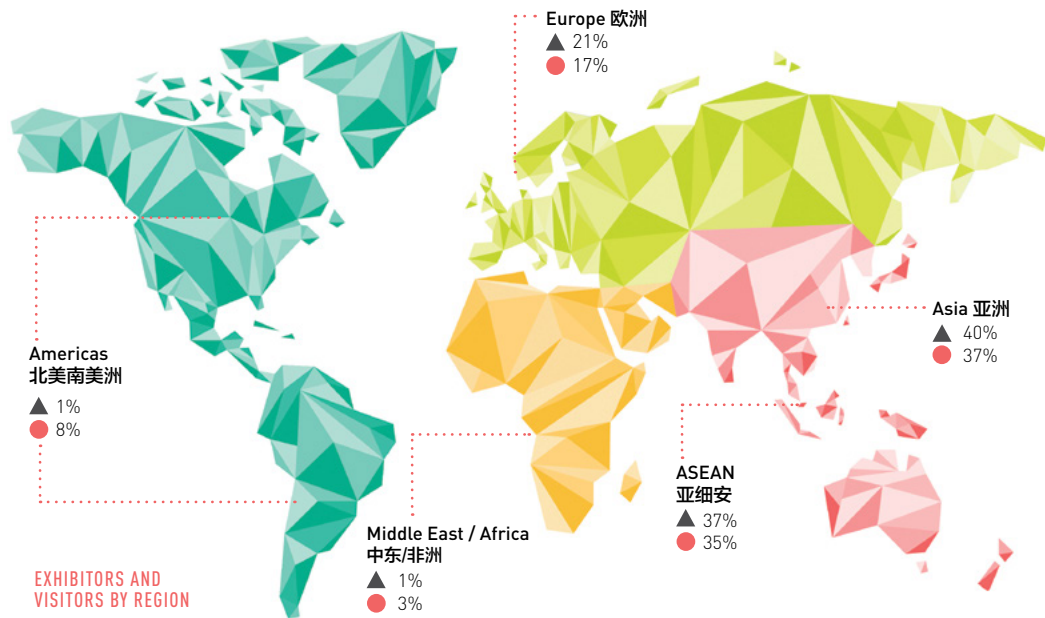 Europe 欧洲
21%
17%
Asia 亚洲
40%
37%
Americas
北美南美洲
1%
8%
ASEAN
亚细安
37%
35%
Middle East / Africa
中东/非洲
1%
3%
EXHIBITORS AND
VISITORS BY REGION